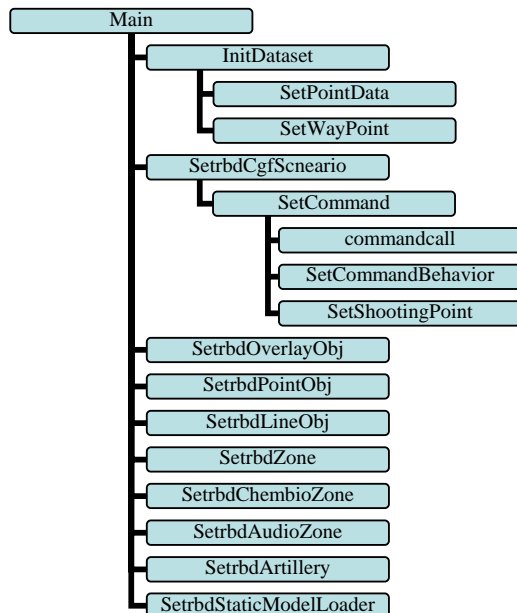 Main
InitDataset
SetPointData
SetWayPoint
SetrbdCgfScneario
SetCommand
commandcall
SetCommandBehavior
SetShootingPoint
SetrbdOverlayObj
SetrbdPointObj
SetrbdLineObj
SetrbdZone
SetrbdChembioZone
SetrbdAudioZone
SetrbdArtillery
SetrbdStaticModelLoader